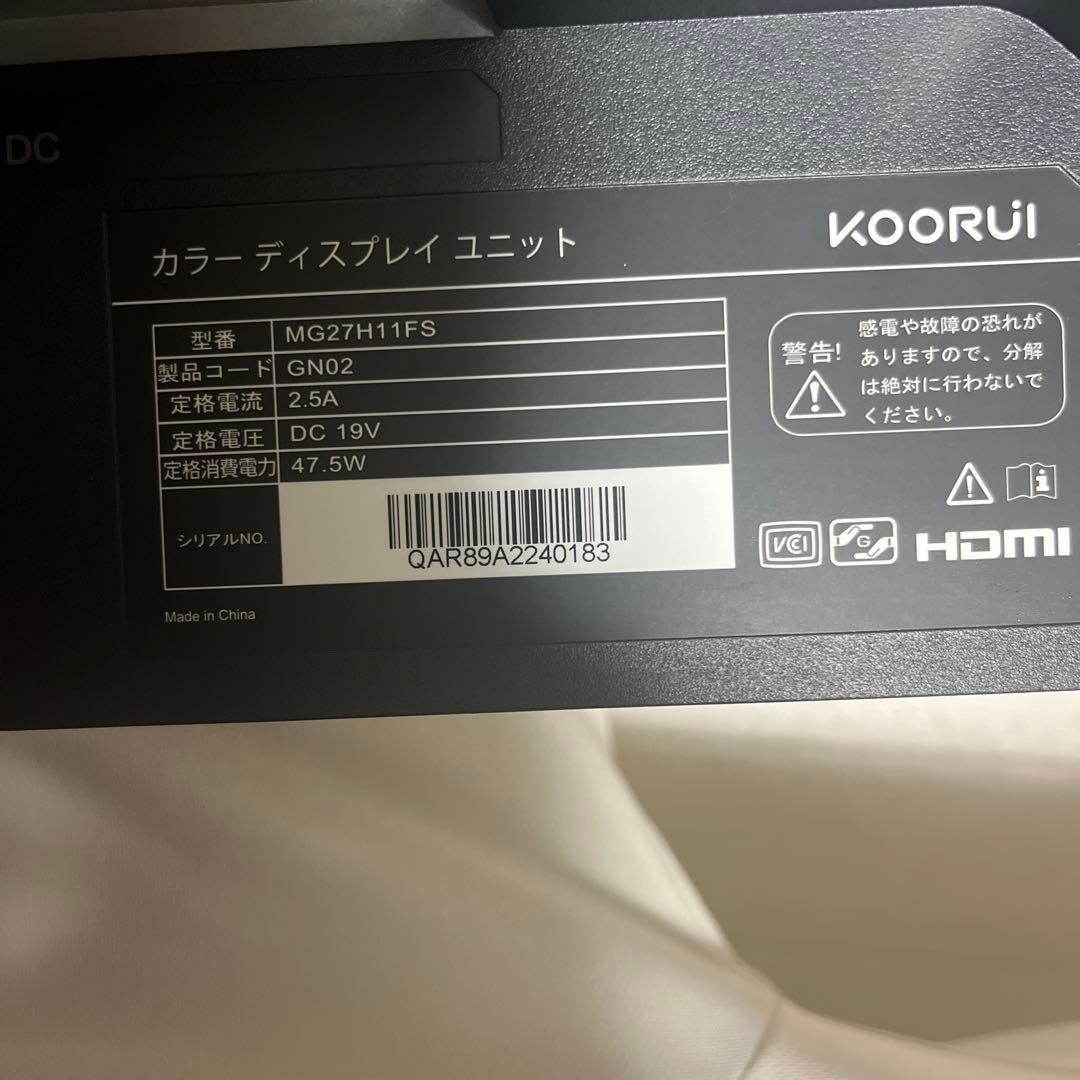 DC
カラー ディスプレイ ユニット
KOORUI
型番 MG27H11FS
製品コード GN02
定格電流 2.5A
定格電圧 DC 19V
定格消費電力 47.5W
シリアルNO. QAR89A2240183
Made in China
警告!
感電や故障の恐れが
ありますので、分解
は絶対に行わないで
ください。
VCCI
G
HDMI